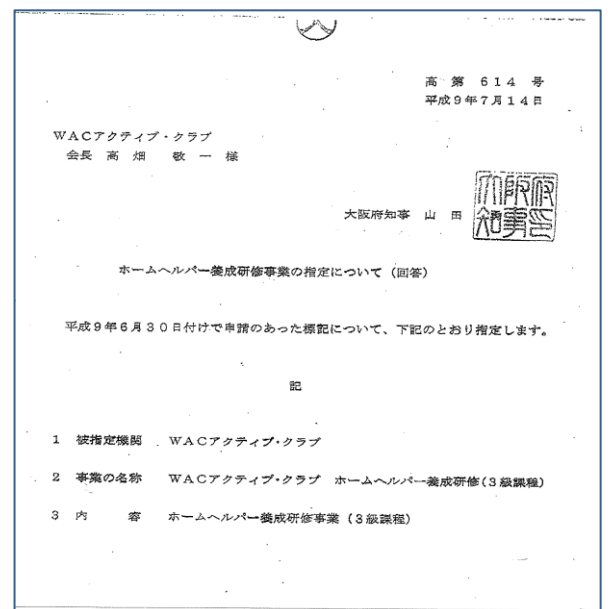 高 第 614 号
平成9年7月14日
WACアクティブ・クラブ
会長 高畑 敬一 様
大阪府知事 山田
大阪府知事印
ホームヘルパー養成研修事業の指定について(回答)
平成9年6月30日付けで申請のあった標記について、下記のとおり指定します。
記
1 被指定機関 WACアクティブ・クラブ
2 事業の名称 WACアクティブ・クラブ ホームヘルパー養成研修(3級課程)
3 内 容 ホームヘルパー養成研修事業(3級課程)